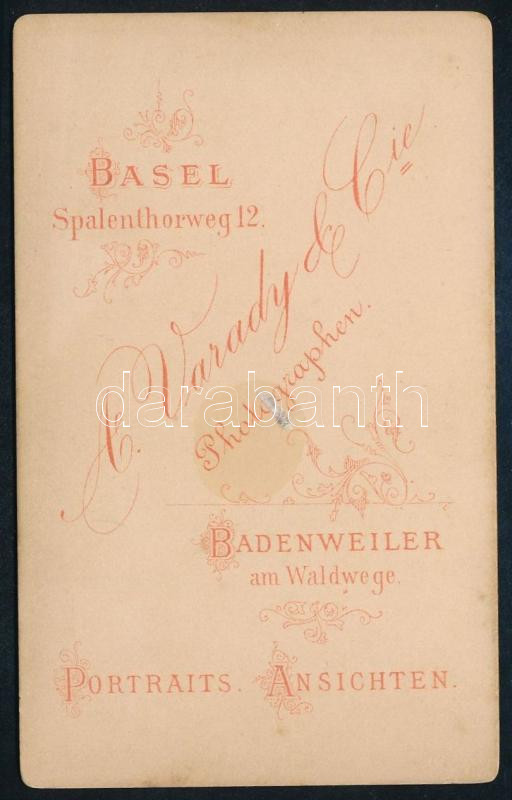 BASEL
Spalenthorweg 12.
A. Varady & Cie
Photographen.
darabanth
BADENWEILER
am Waldwege.
PORTRAITS. ANSICHTEN.